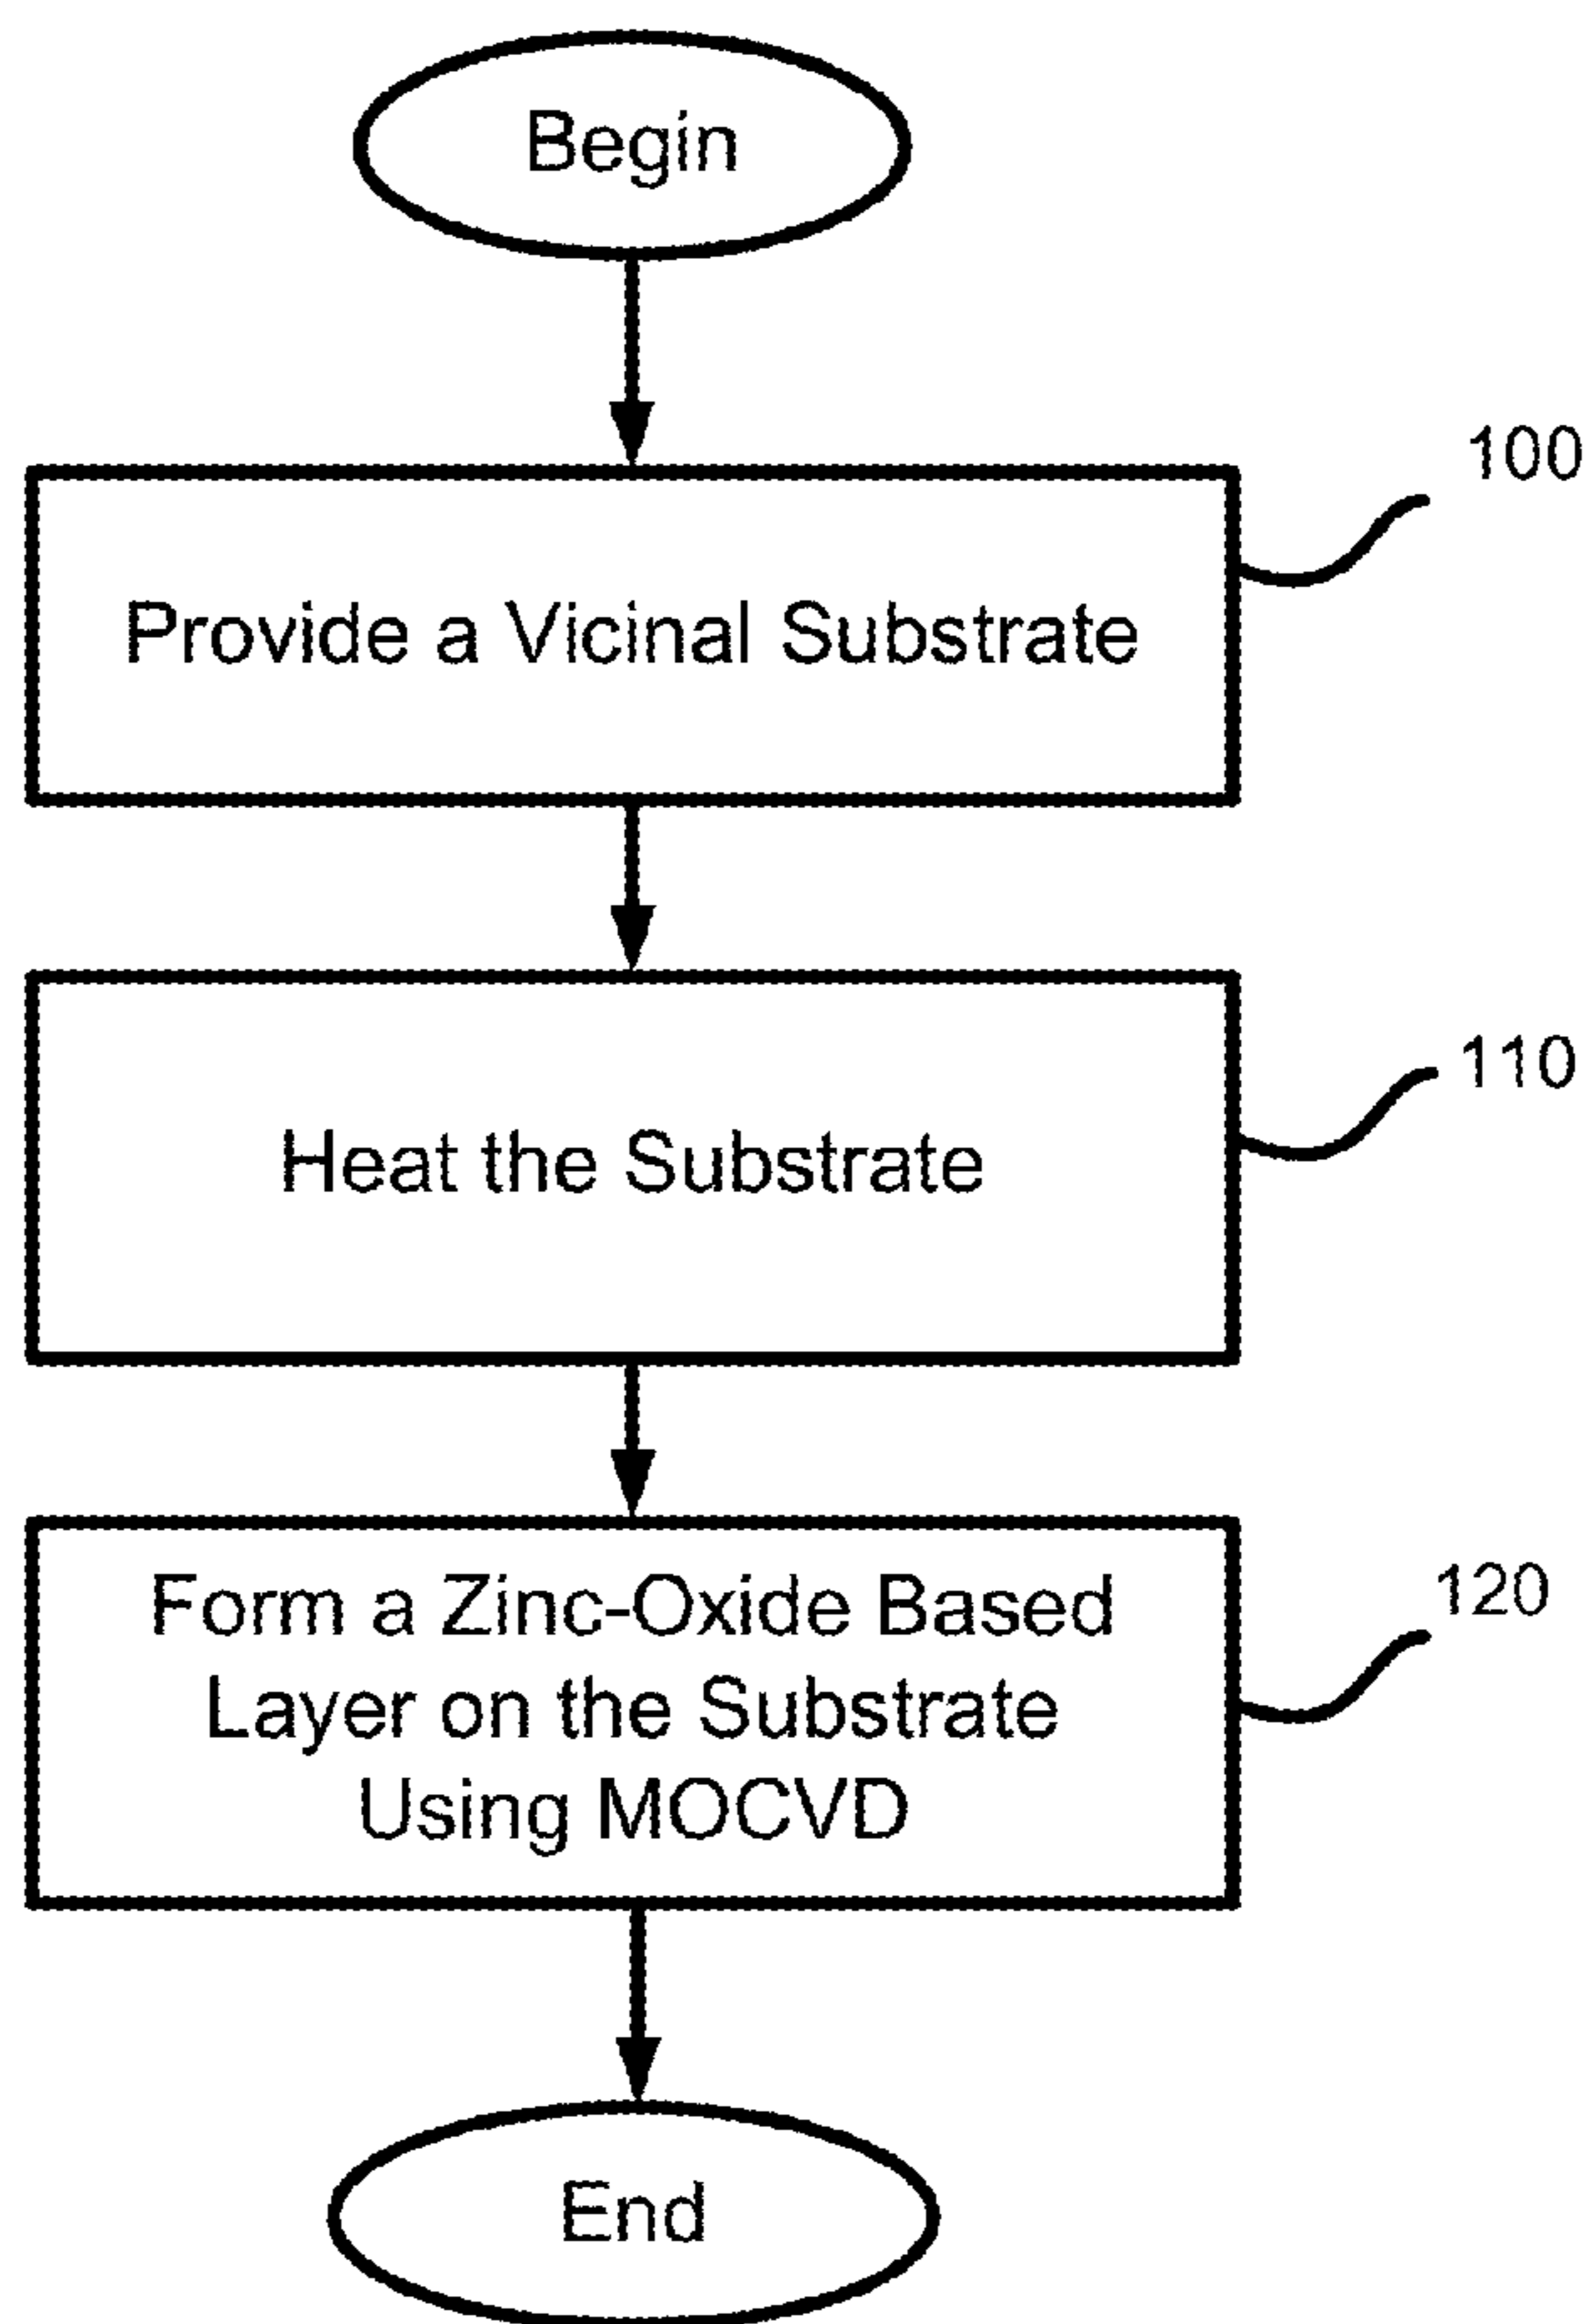 Begin
100
Provide a Vicinal Substrate
110
Heat the Substrate
Form a Zinc-Oxide Based
120
Layer on the Substrate
Using MOCVD
End